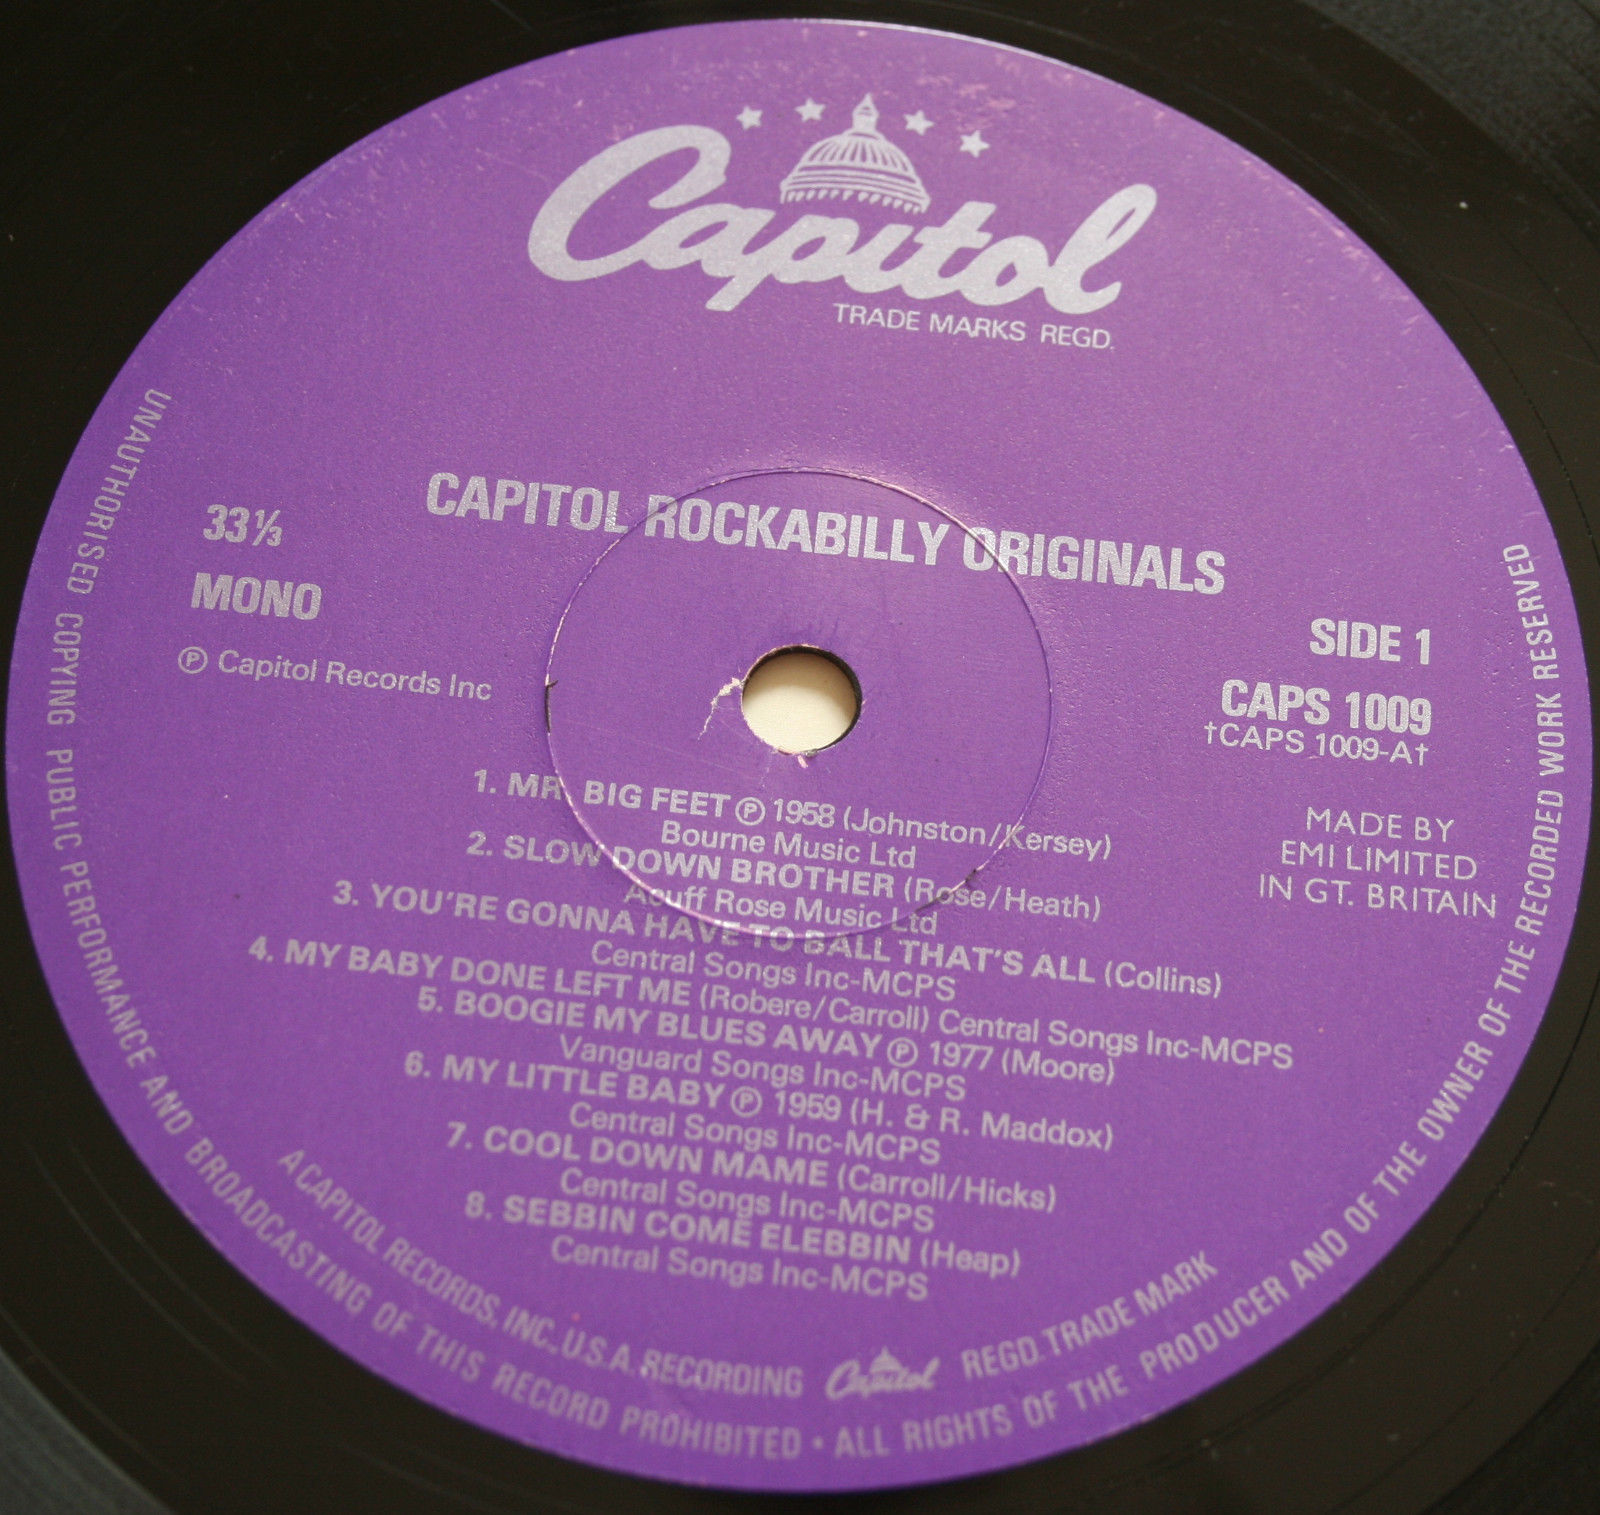 Capitol
TRADE MARKS REGD.
CAPITOL ROCKABILLY ORIGINALS
33⅓
MONO
℗ Capitol Records Inc
SIDE 1
CAPS 1009
†CAPS 1009-A†
MADE BY
EMI LIMITED
IN GT. BRITAIN
1. MR. BIG FEET ℗ 1958 (Johnston/Kersey)
Bourne Music Ltd
2. SLOW DOWN BROTHER (Rose/Heath)
Acuff Rose Music Ltd
3. YOU'RE GONNA HAVE TO BALL THAT'S ALL (Collins)
Central Songs Inc-MCPS
4. MY BABY DONE LEFT ME (Robere/Carroll) Central Songs Inc-MCPS
5. BOOGIE MY BLUES AWAY ℗ 1977 (Moore)
Vanguard Songs Inc-MCPS
6. MY LITTLE BABY ℗ 1959 (H. & R. Maddox)
Central Songs Inc-MCPS
7. COOL DOWN MAME (Carroll/Hicks)
Central Songs Inc-MCPS
8. SEBBIN COME ELEBBIN (Heap)
Central Songs Inc-MCPS
A CAPITOL RECORDS, INC., U.S.A. RECORDING Capitol REGD. TRADE MARK
UNAUTHORISED COPYING PUBLIC PERFORMANCE AND BROADCASTING OF THIS RECORD PROHIBITED • ALL RIGHTS OF THE PRODUCER AND OF THE OWNER OF THE RECORDED WORK RESERVED